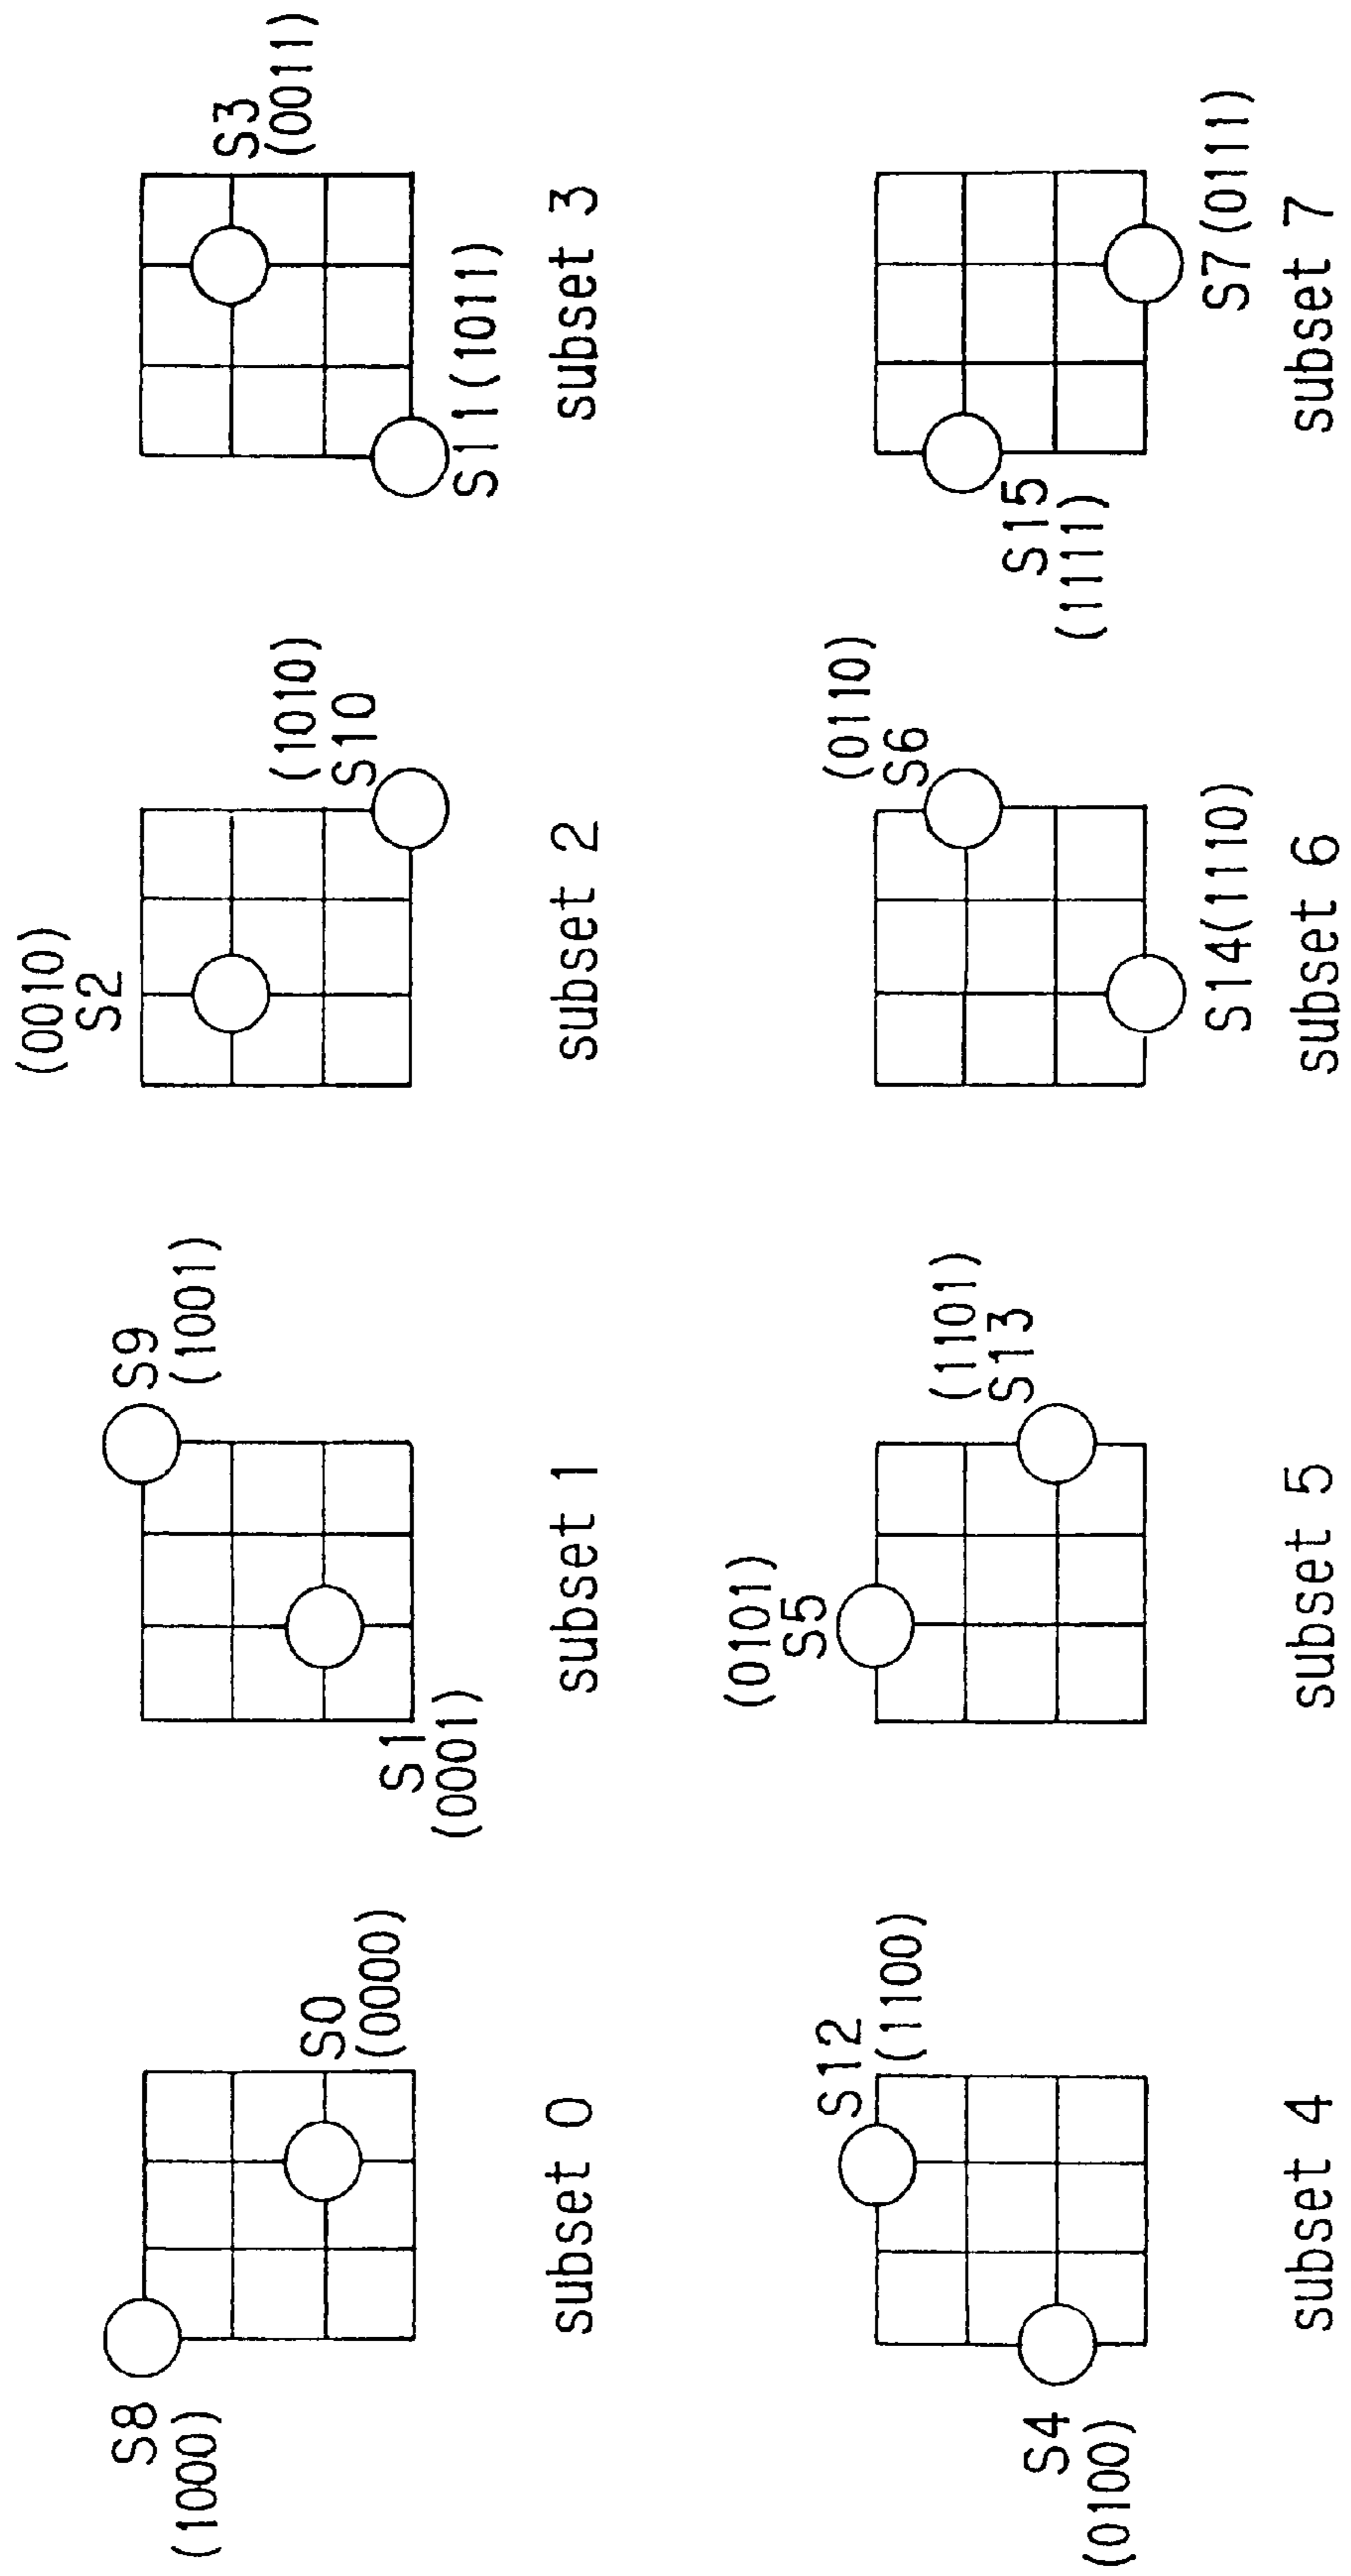 S8
(1000)
S0
(0000)
subset 0
S9
(1001)
S1
(0001)
subset 1
(0010)
S2
(1010)
S10
subset 2
S3
(0011)
S11(1011)
subset 3
S12
(1100)
S4
(0100)
subset 4
(0101)
S5
(1101)
S13
subset 5
(0110)
S6
S14(1110)
subset 6
S15
(1111)
S7(0111)
subset 7